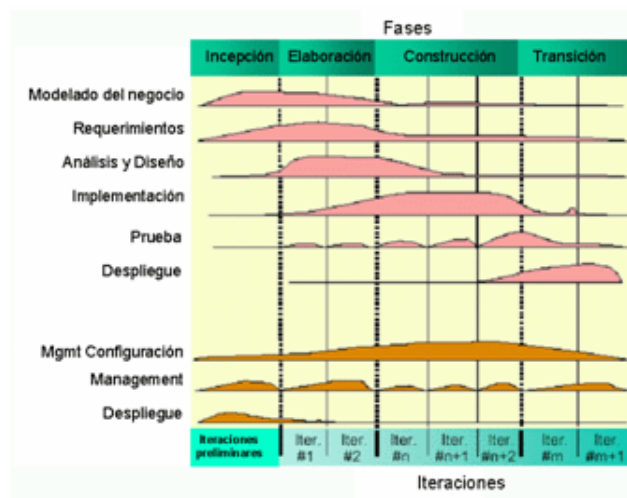 Fases
Incepción Elaboración Construcción Transición
Modelado del negocio
Requerimientos
Análisis y Diseño
Implementación
Prueba
Despliegue
Mgmt Configuración
Management
Despliegue
Iteraciones preliminares
Iter. #1
Iter. #2
Iter. #n
Iter. #n+1
Iter. #n+2
Iter. #m
Iter. #m+1
Iteraciones